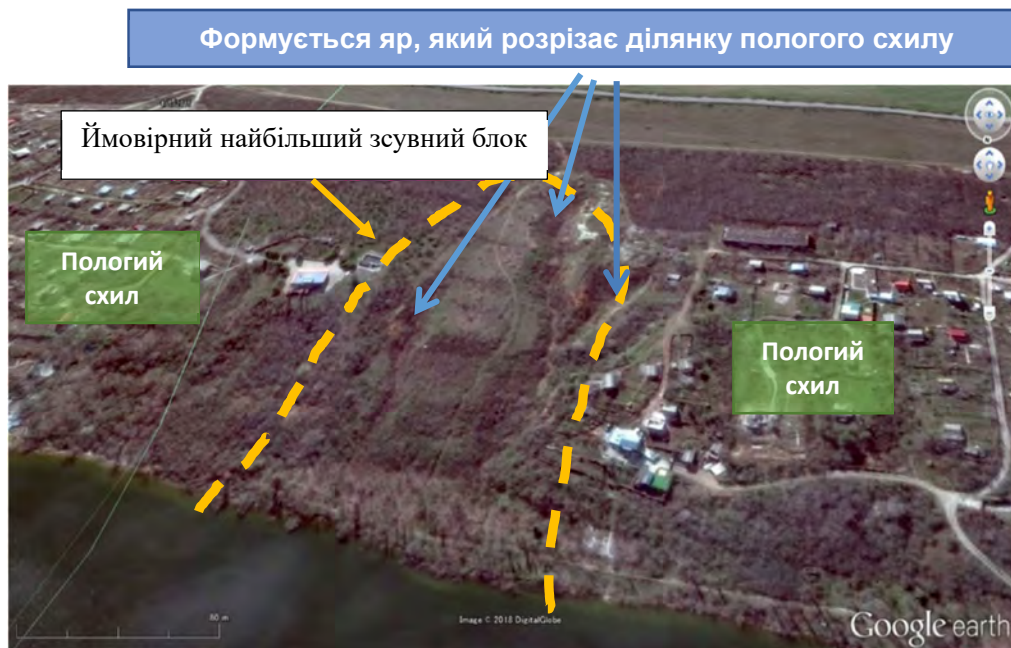 Формується яр, який розрізає ділянку пологого схилу
Ймовірний найбільший зсувний блок
Пологий
схил
Пологий
схил
80 m
Image © 2018 DigitalGlobe
Google earth